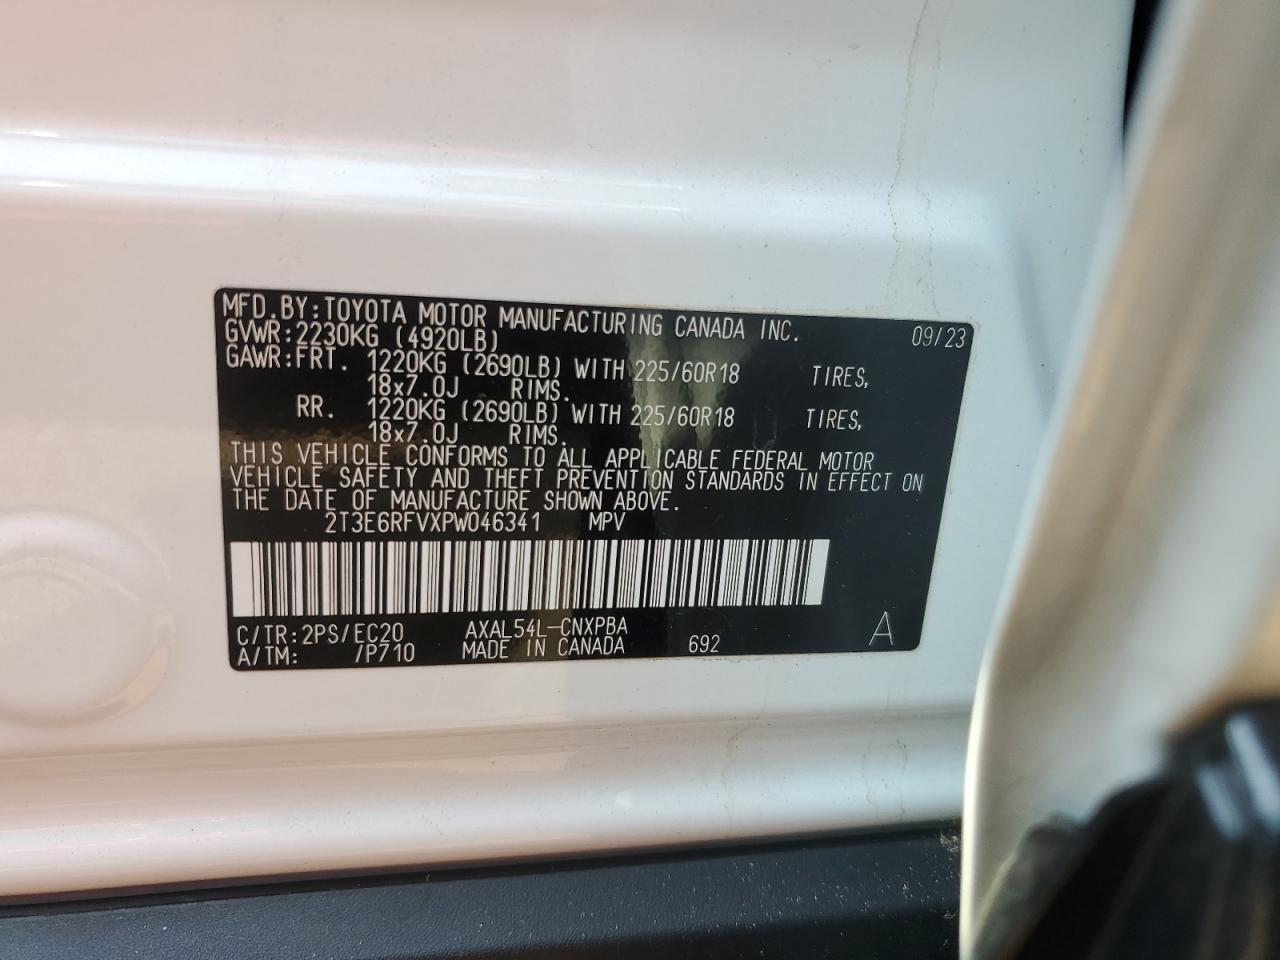 MFD.BY:TOYOTA MOTOR MANUFACTURING CANADA INC. 09/23
GVWR:2230KG (4920LB)
GAWR:FRT. 1220KG (2690LB) WITH 225/60R18 TIRES,
18x7.0J RIMS.
RR. 1220KG (2690LB) WITH 225/60R18 TIRES,
18x7.0J RIMS.
THIS VEHICLE CONFORMS TO ALL APPLICABLE FEDERAL MOTOR
VEHICLE SAFETY AND THEFT PREVENTION STANDARDS IN EFFECT ON
THE DATE OF MANUFACTURE SHOWN ABOVE.
2T3E6RFVXPW046341 MPV
C/TR:2PS/EC20 AXAL54L-CNXPBA A
A/TM: /P710 MADE IN CANADA 692